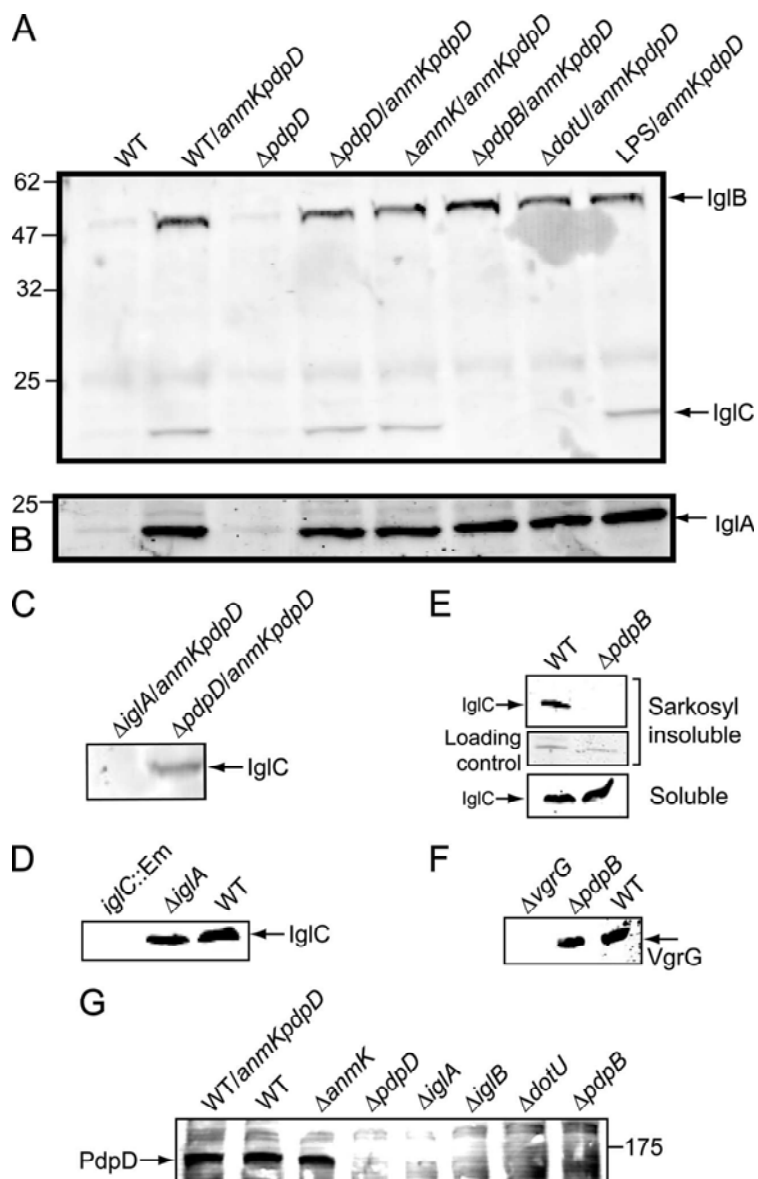 A
WT
WT/anmKpdpD
ΔpdpD
ΔpdpD/anmKpdpD
ΔanmK/anmKpdpD
ΔpdpB/anmKpdpD
ΔdotU/anmKpdpD
LPS/anmKpdpD
62
47
32
25
IglB
IglC
25
B
IglA
C
ΔiglA/anmKpdpD
ΔpdpD/anmKpdpD
IglC
E
WT
ΔpdpB
IglC
Loading
control
Sarkosyl
insoluble
IglC
Soluble
D
iglC::Em
ΔiglA
WT
IglC
F
ΔvgrG
ΔpdpB
WT
VgrG
G
WT/anmKpdpD
WT
ΔanmK
ΔpdpD
ΔiglA
ΔiglB
ΔdotU
ΔpdpB
PdpD
175